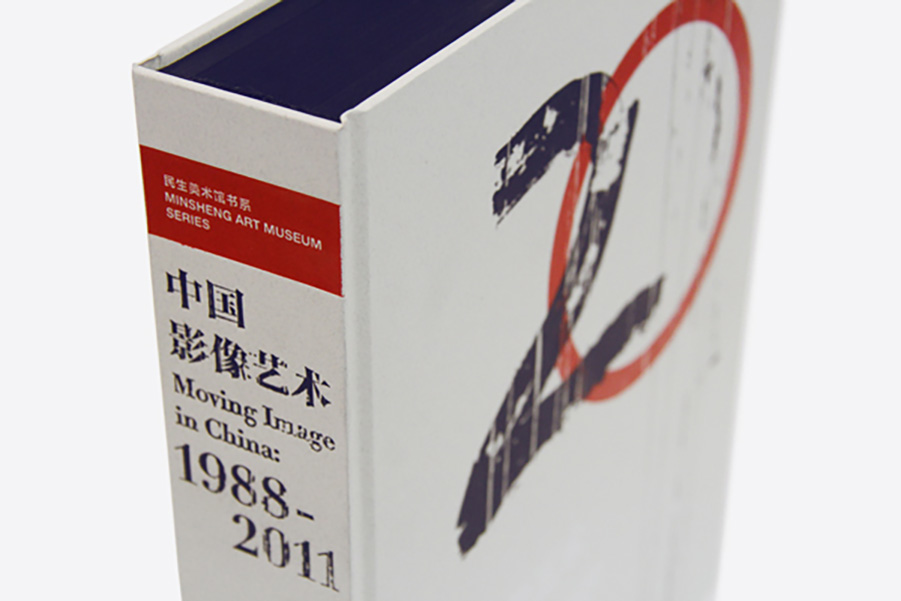 民生美术馆书系
MINSHENG ART MUSEUM
SERIES
中国
影像艺术
Moving Image
in China:
1988-
2011
20